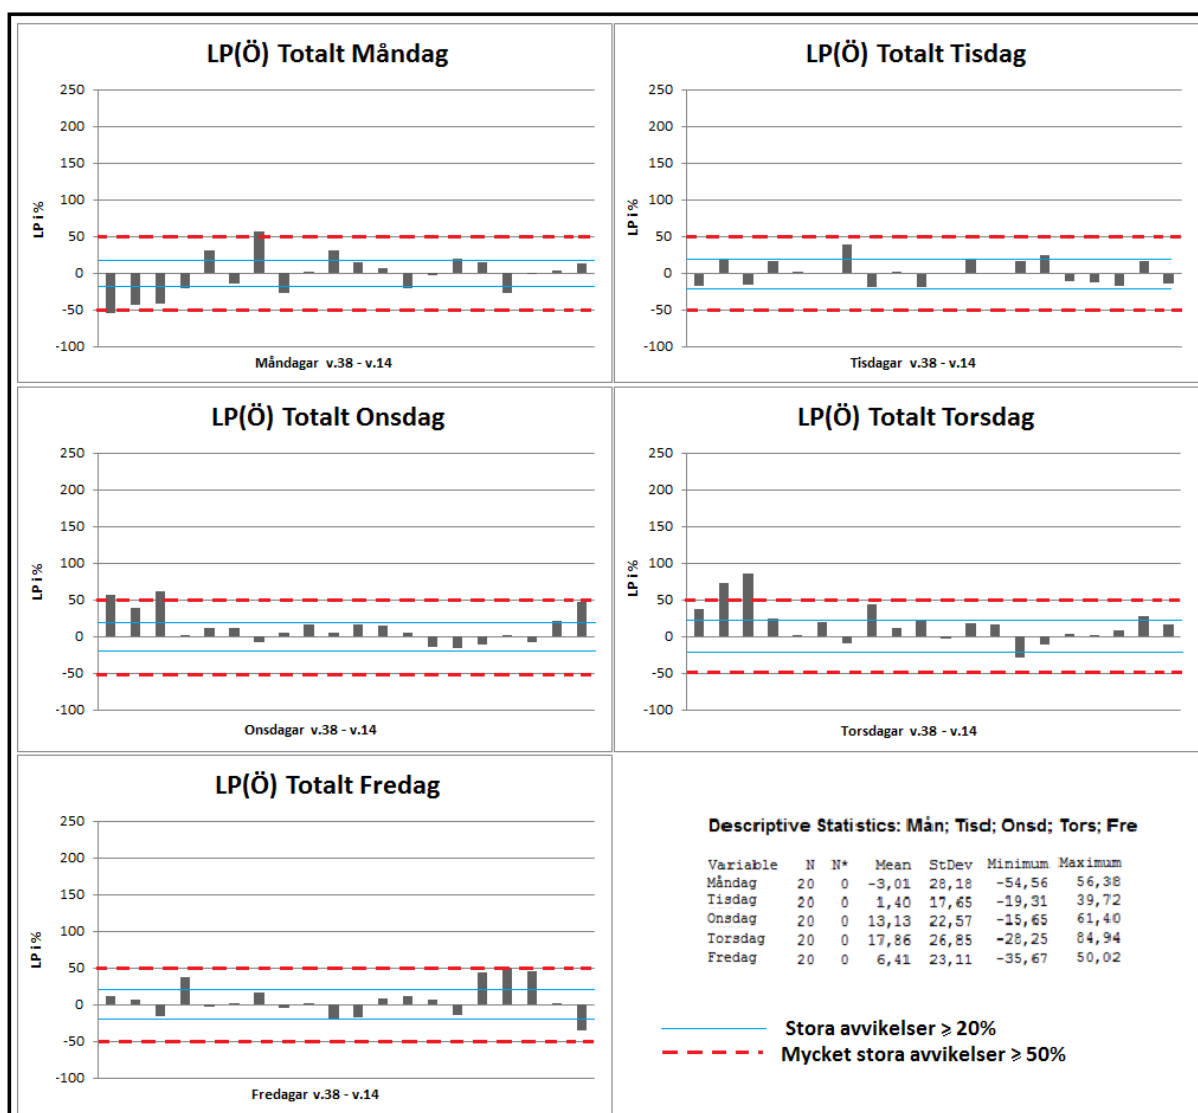 LP(Ö) Totalt Måndag
250
200
150
100
50
0
-50
-100
LP i %
Måndagar v.38 - v.14
LP(Ö) Totalt Tisdag
250
200
150
100
50
0
-50
-100
LP i %
Tisdagar v.38 - v.14
LP(Ö) Totalt Onsdag
250
200
150
100
50
0
-50
-100
LP i %
Onsdagar v.38 - v.14
LP(Ö) Totalt Torsdag
250
200
150
100
50
0
-50
-100
LP i %
Torsdagar v.38 - v.14
LP(Ö) Totalt Fredag
250
200
150
100
50
0
-50
-100
LP i %
Fredagar v.38 - v.14
Descriptive Statistics: Mån; Tisd; Onsd; Tors; Fre
Variable N N* Mean StDev Minimum Maximum
Måndag 20 0 -3,01 28,18 -54,56 56,38
Tisdag 20 0 1,40 17,65 -19,31 39,72
Onsdag 20 0 13,13 22,57 -15,65 61,40
Torsdag 20 0 17,86 26,85 -28,25 84,94
Fredag 20 0 6,41 23,11 -35,67 50,02
Stora avvikelser ⩾ 20%
Mycket stora avvikelser ⩾ 50%